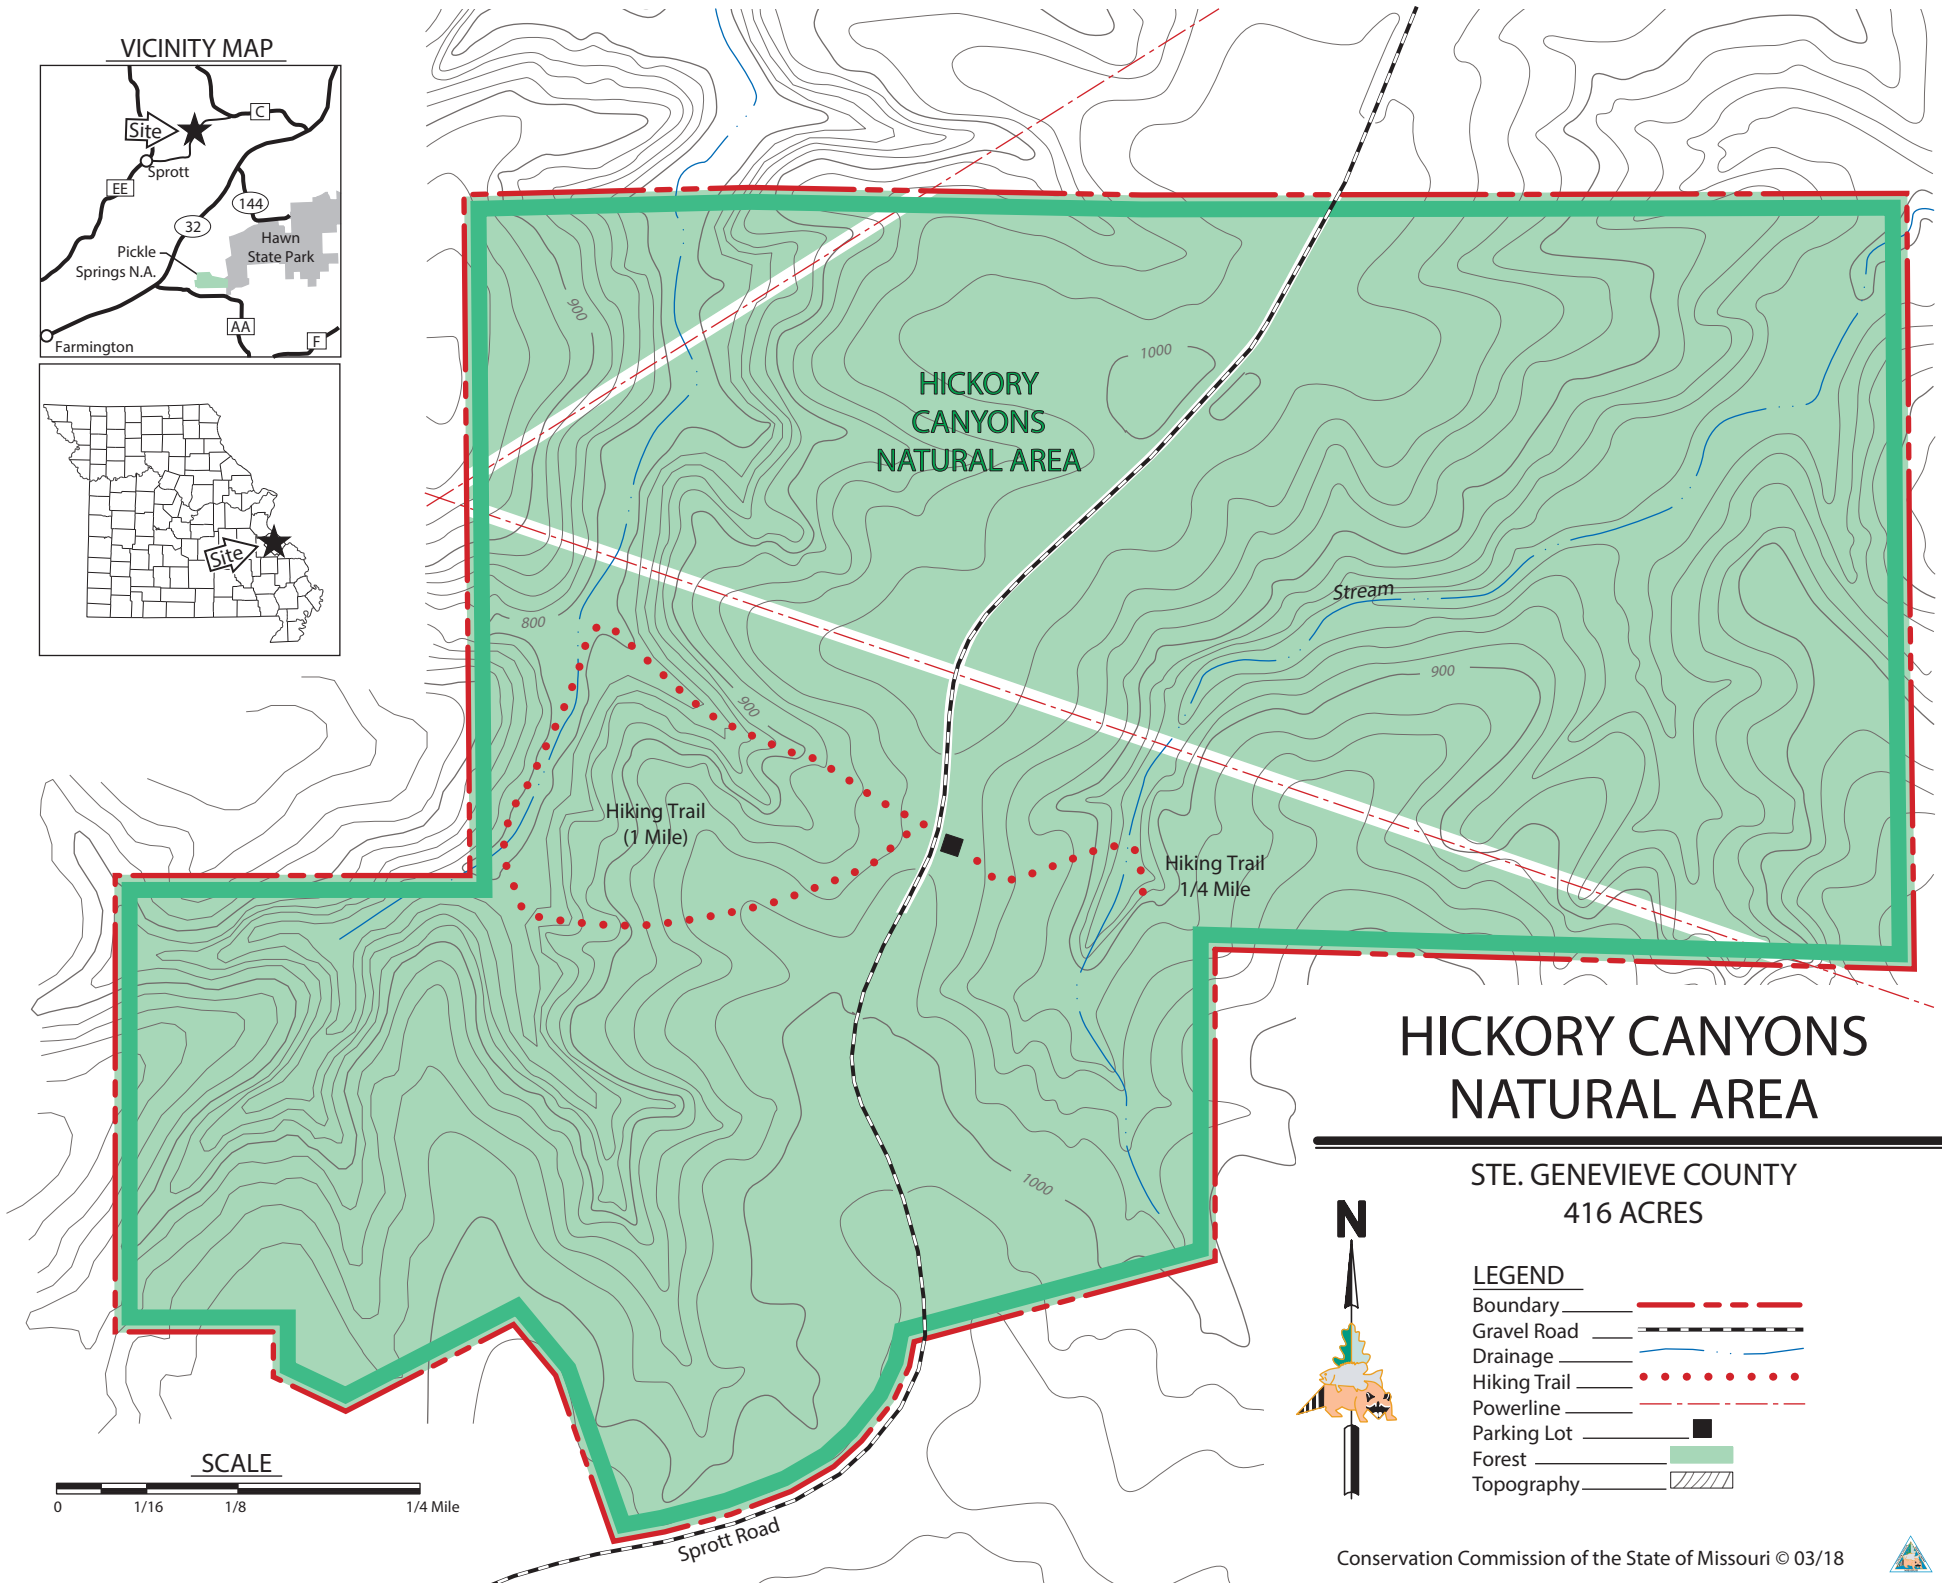 VICINITY MAP
Site
C
Sprott
EE
144
32
Hawn
State Park
Pickle
Springs N.A.
AA
F
Farmington
Site
900
1000
HICKORY
CANYONS
NATURAL AREA
Stream
800
900
900
Hiking Trail
(1 Mile)
Hiking Trail
1/4 Mile
1000
Sprott Road
SCALE
0 1/16 1/8 1/4 Mile
HICKORY CANYONS
NATURAL AREA
STE. GENEVIEVE COUNTY
416 ACRES
N
LEGEND
Boundary
Gravel Road
Drainage
Hiking Trail
Powerline
Parking Lot
Forest
Topography
Conservation Commission of the State of Missouri © 03/18